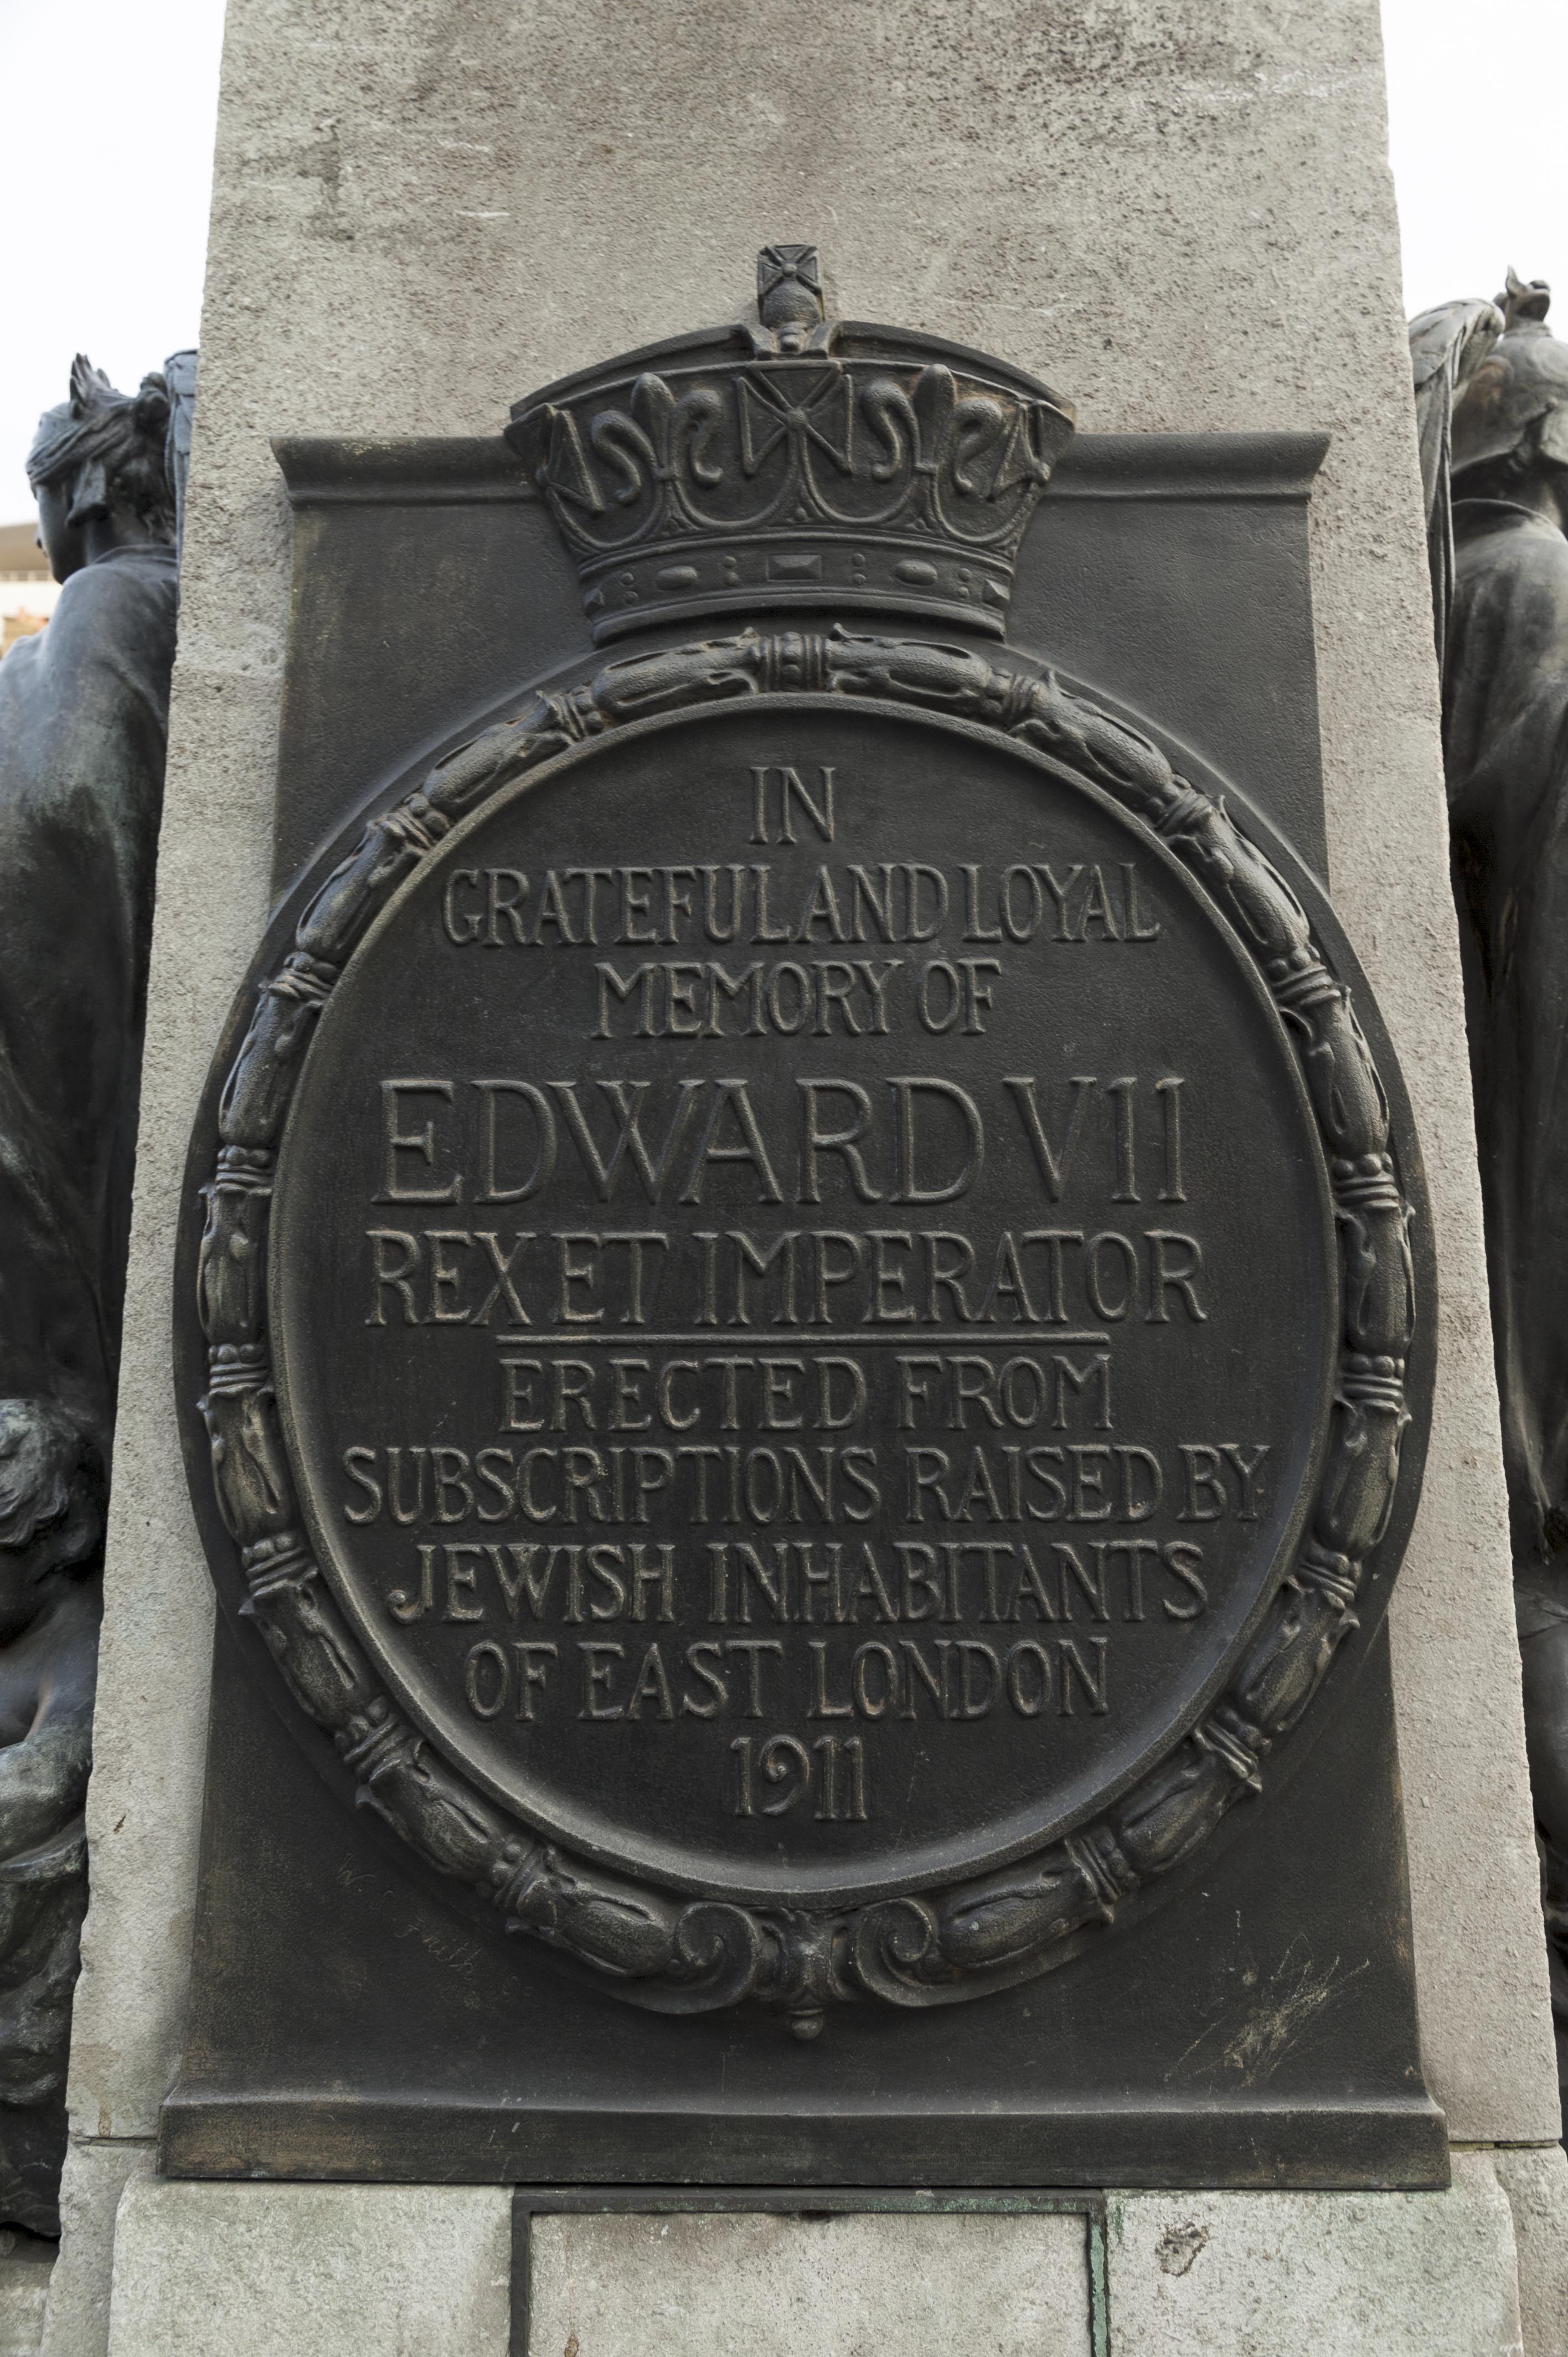 IN
GRATEFUL AND LOYAL
MEMORY OF
EDWARD VII
REX ET IMPERATOR
ERECTED FROM
SUBSCRIPTIONS RAISED BY
JEWISH INHABITANTS
OF EAST LONDON
1911